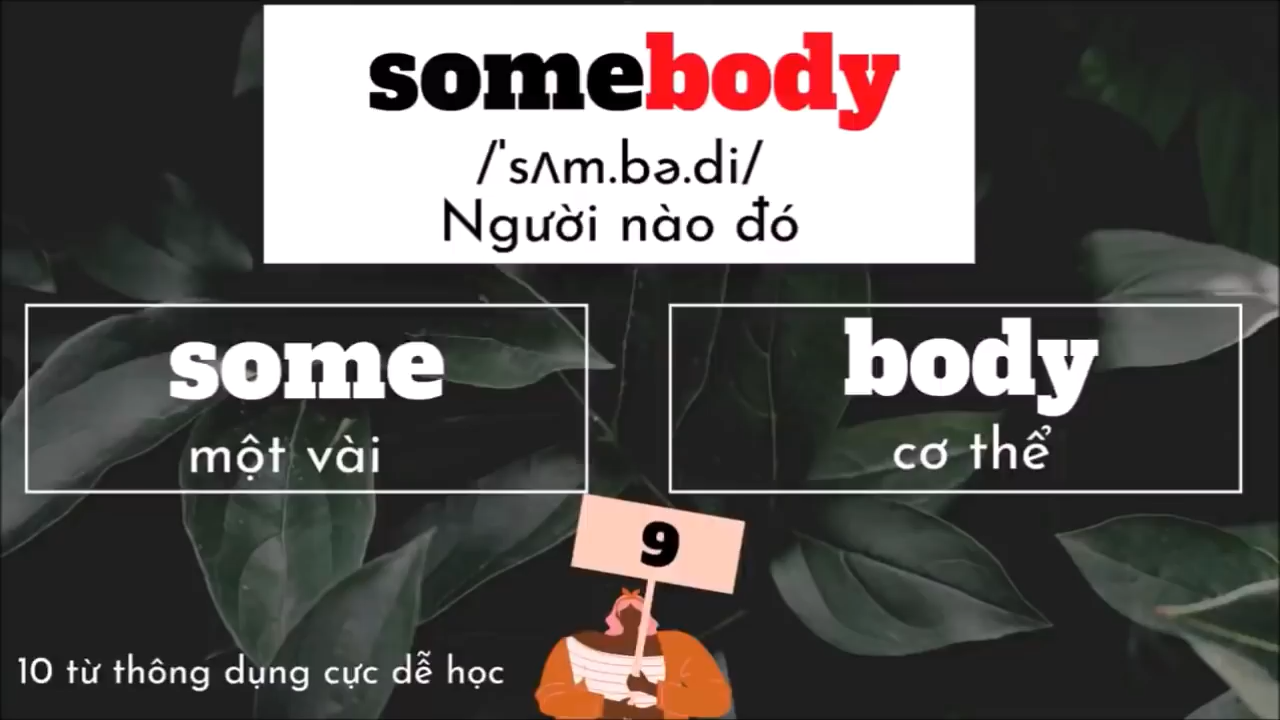 somebody
/ˈsʌm.bə.di/
Người nào đó
some
một vài
body
cơ thể
9
10 từ thông dụng cực dễ học